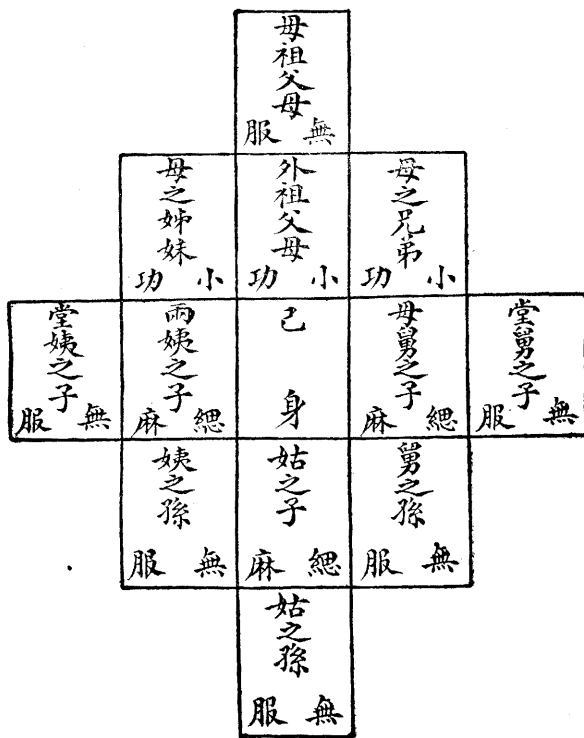 母祖父母
無服
母之兄弟
小功
外祖父母
小功
母之姊妹
小功
堂舅之子
無服
母舅之子
緦麻
己身
兩姨之子
緦麻
堂姨之子
無服
舅之孫
無服
姑之子
緦麻
姨之孫
無服
姑之孫
無服